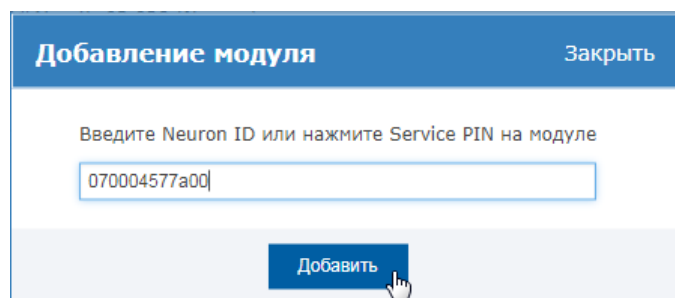 Добавление модуля Закрыть
Введите Neuron ID или нажмите Service PIN на модуле
070004577a00
Добавить